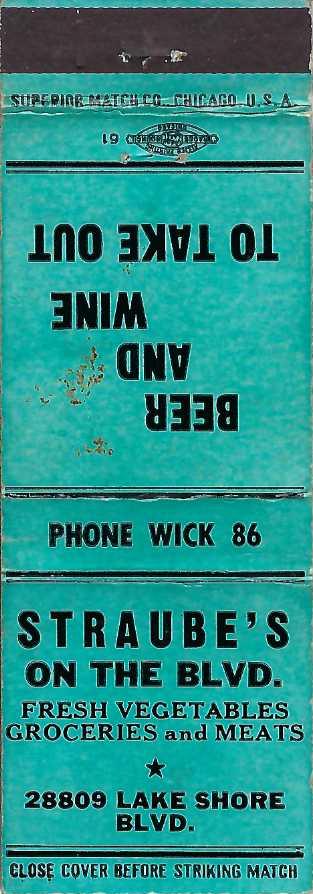 SUPERIOR MATCH CO., CHICAGO, U.S.A.
19
BEER
AND
WINE
TO TAKE OUT
PHONE WICK 86
STRAUBE'S
ON THE BLVD.
FRESH VEGETABLES
GROCERIES and MEATS
★
28809 LAKE SHORE
BLVD.
CLOSE COVER BEFORE STRIKING MATCH